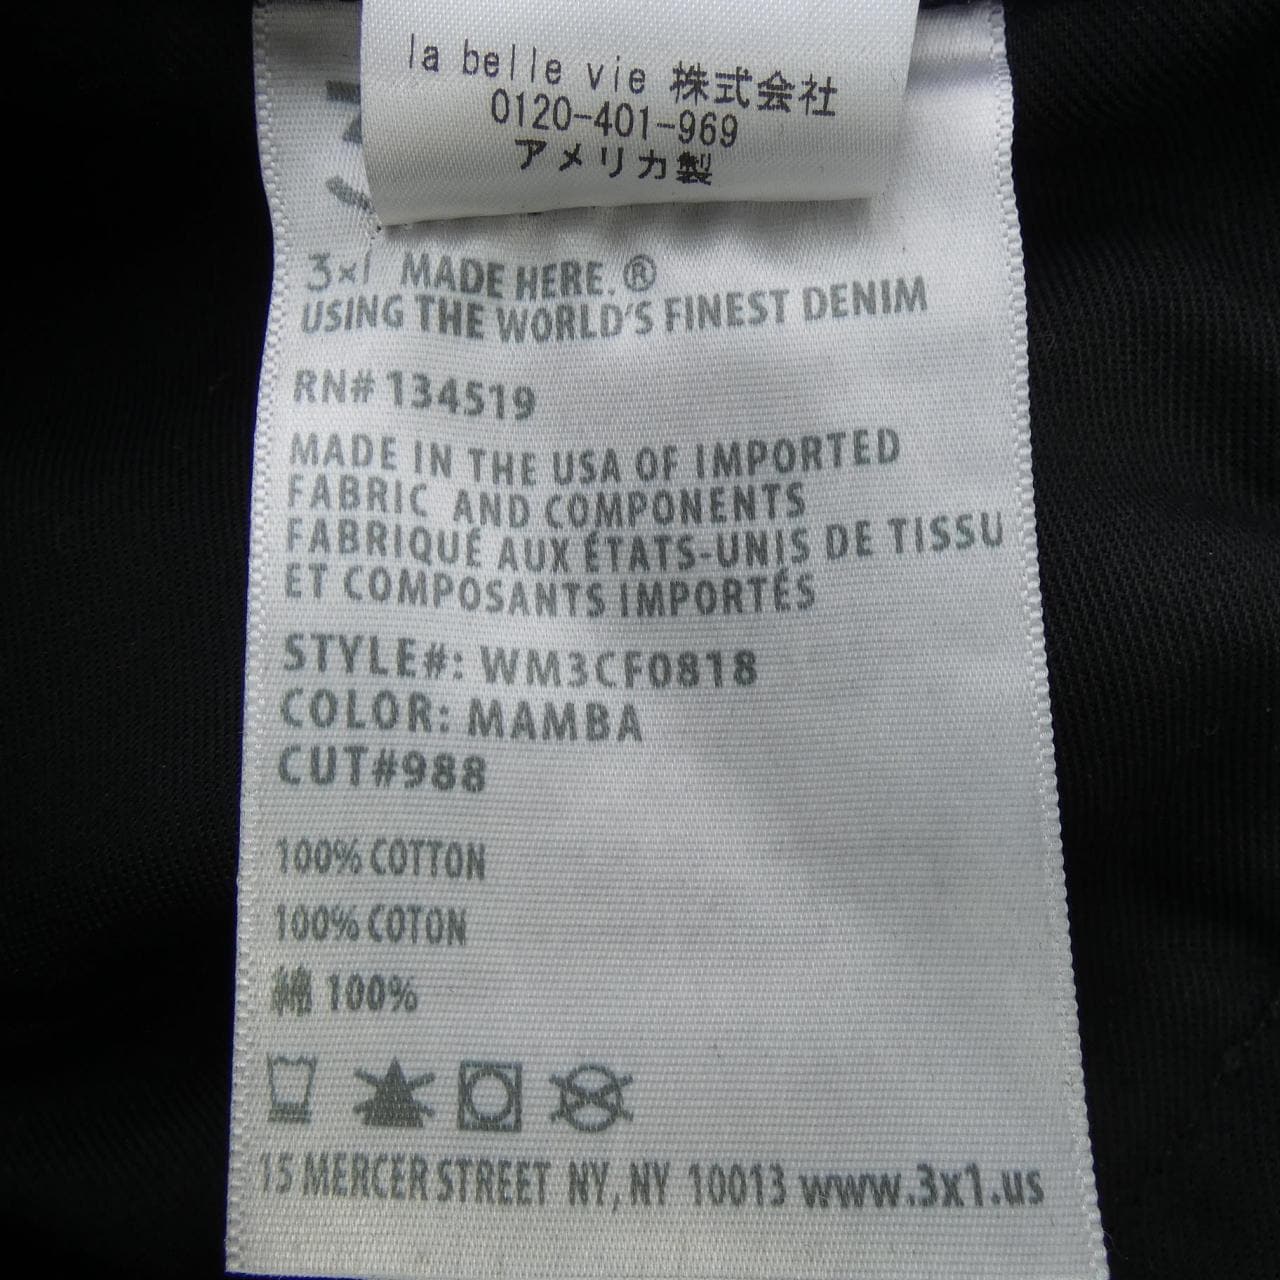 la belle vie 株式会社
0120-401-969
アメリカ製
3x1 MADE HERE.®
USING THE WORLD'S FINEST DENIM
RN# 134519
MADE IN THE USA OF IMPORTED
FABRIC AND COMPONENTS
FABRIQUÉ AUX ÉTATS-UNIS DE TISSU
ET COMPOSANTS IMPORTÉS
STYLE#: WM3CF0818
COLOR: MAMBA
CUT#988
100% COTTON
100% COTON
綿 100%
15 MERCER STREET NY, NY 10013 www.3x1.us